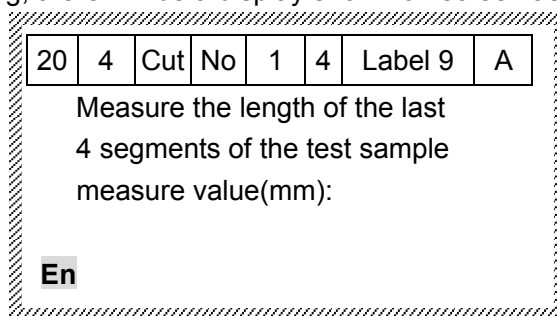 20 4 Cut No 1 4 Label 9 A
Measure the length of the last
4 segments of the test sample
measure value(mm):
En